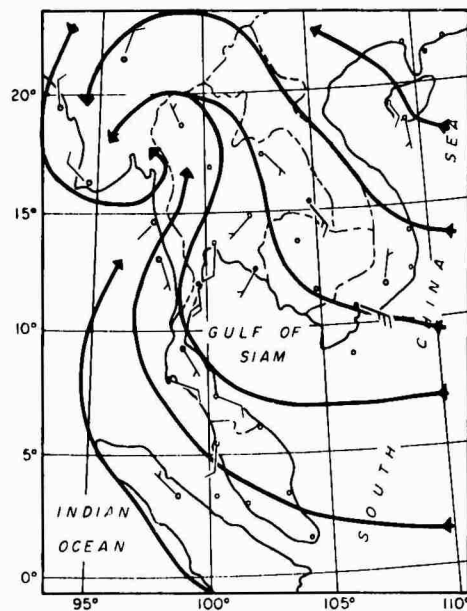 20°
SEA
15°
CHINA
10°
GULF OF
SIAM
5°
SOUTH
INDIAN
OCEAN
0°
95°
100°
105°
110°